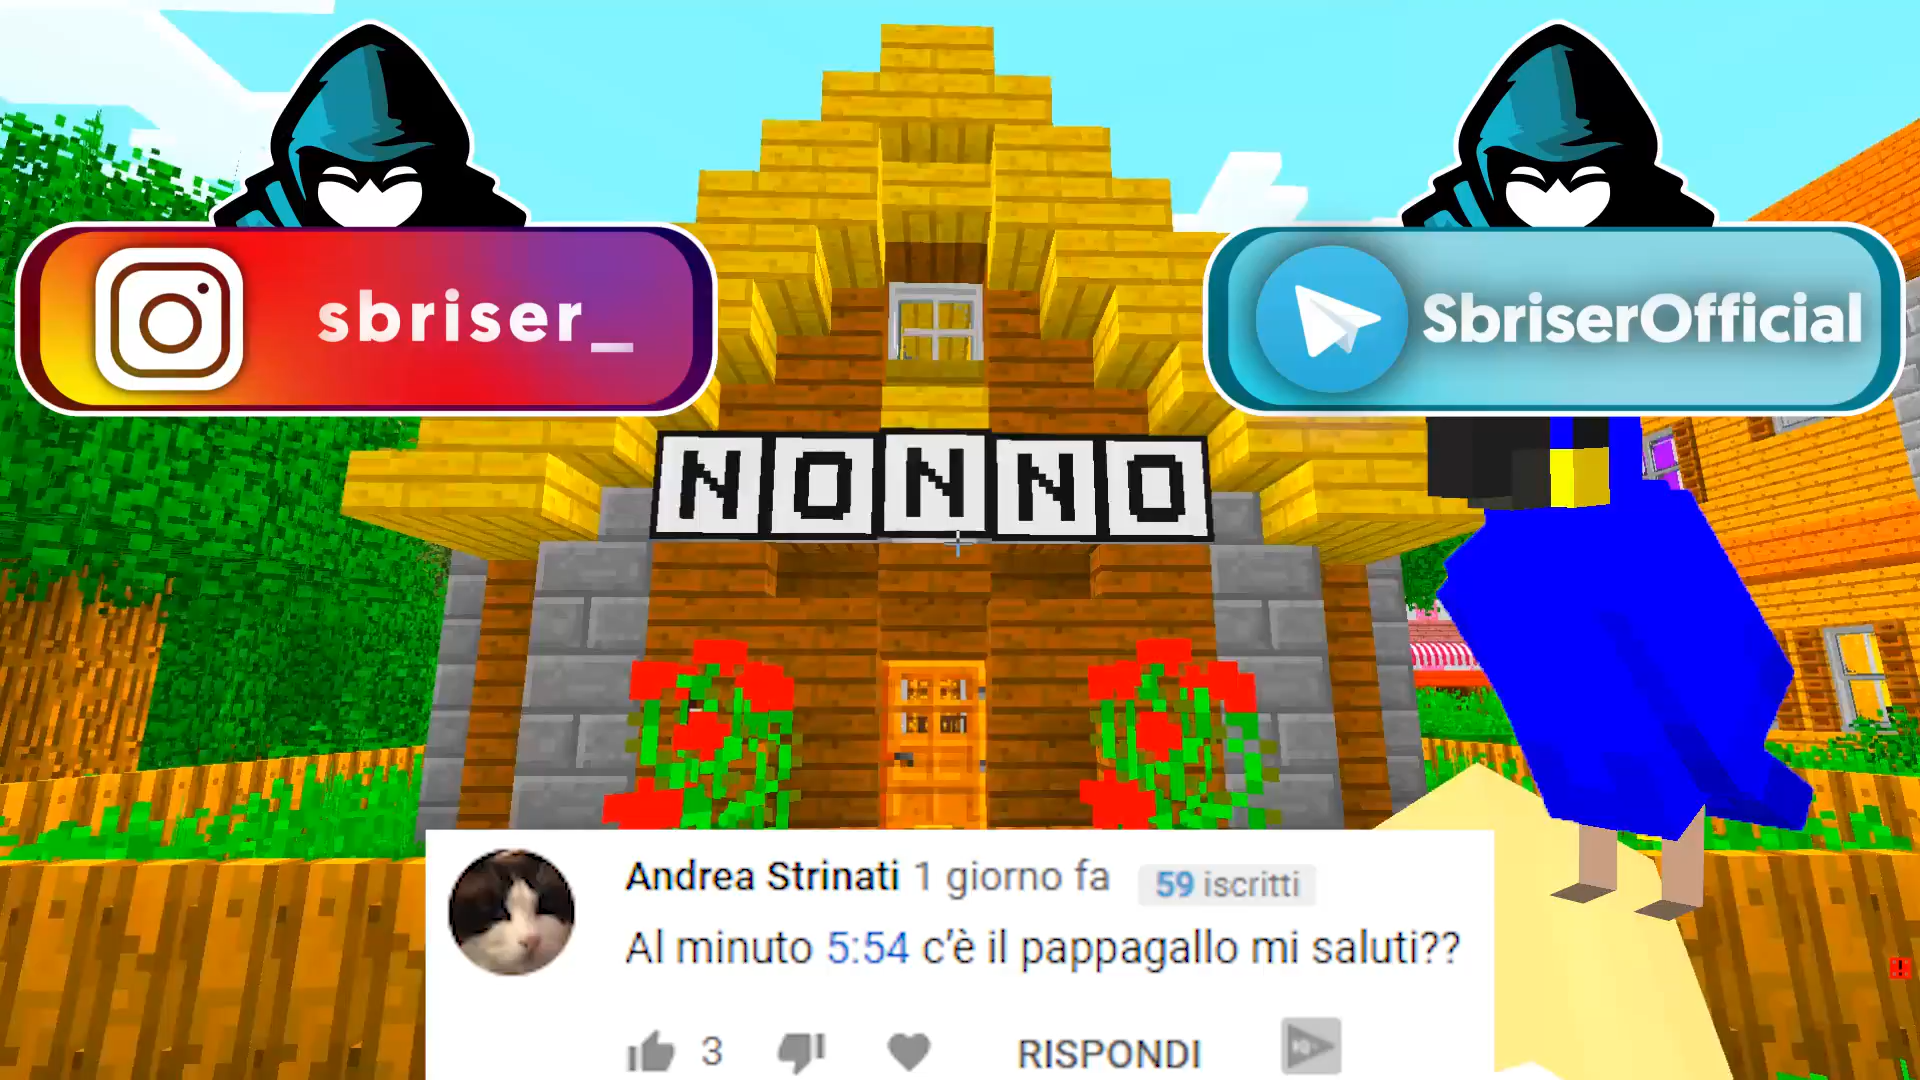 sbriser_
SbriserOfficial
NONNO
Andrea Strinati 1 giorno fa 59 iscritti
Al minuto 5:54 c'è il pappagallo mi saluti??
3 RISPONDI